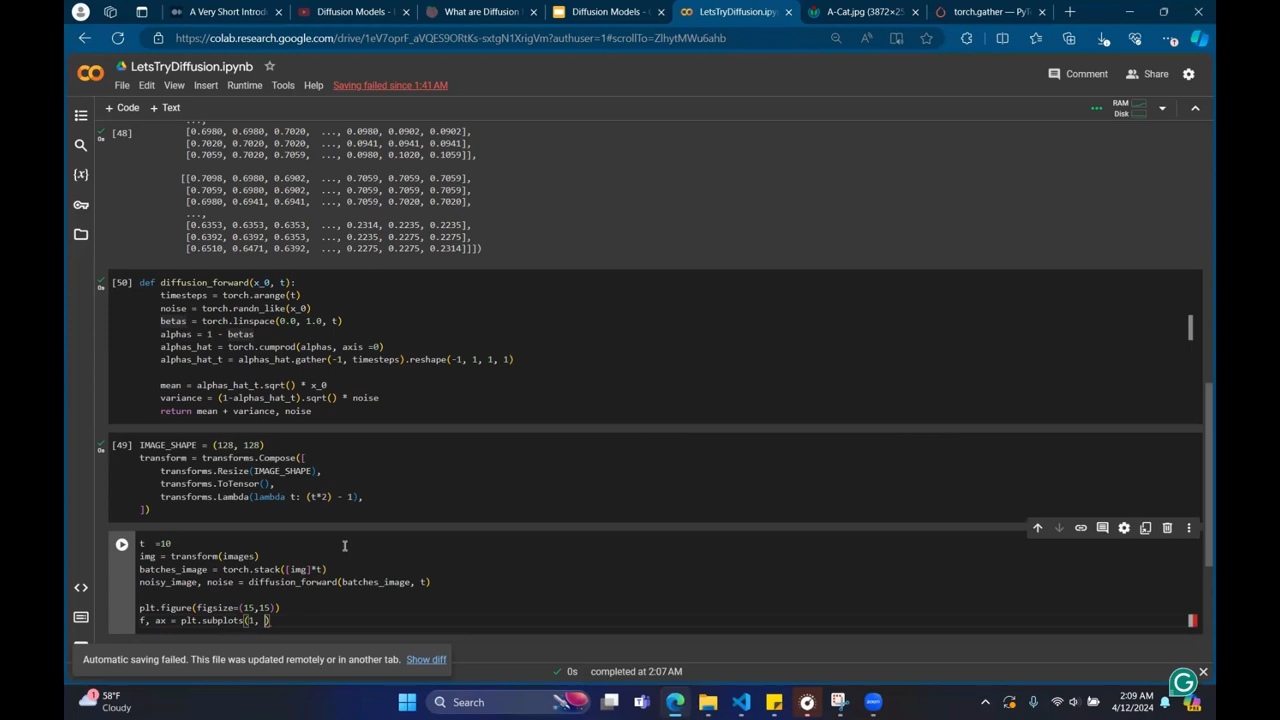 A Very Short Introdu
Diffusion Models - 
What are Diffusion 
Diffusion Models - G
LetsTryDiffusion.ipyn
A-Cat.jpg (3872×25
torch.gather — PyTo
https://colab.research.google.com/drive/1eV7oprF_aVQES9ORtKs-sxtgN1XrigVm?authuser=1#scrollTo=ZlhytMWu6ahb
LetsTryDiffusion.ipynb
File Edit View Insert Runtime Tools Help Saving failed since 1:41 AM
Comment Share
+ Code + Text
RAM
Disk
[48]
...,
[0.6980, 0.6980, 0.7020, ..., 0.0980, 0.0902, 0.0902],
[0.7020, 0.7020, 0.7020, ..., 0.0941, 0.0941, 0.0941],
[0.7059, 0.7020, 0.7059, ..., 0.0980, 0.1020, 0.1059]],
[[0.7098, 0.6980, 0.6902, ..., 0.7059, 0.7059, 0.7059],
[0.7059, 0.6980, 0.6902, ..., 0.7059, 0.7059, 0.7059],
[0.6980, 0.6941, 0.6941, ..., 0.7059, 0.7020, 0.7020],
...,
[0.6353, 0.6353, 0.6353, ..., 0.2314, 0.2235, 0.2235],
[0.6392, 0.6392, 0.6353, ..., 0.2235, 0.2275, 0.2275],
[0.6510, 0.6471, 0.6392, ..., 0.2275, 0.2275, 0.2314]]])
[50] def diffusion_forward(x_0, t):
timesteps = torch.arange(t)
noise = torch.randn_like(x_0)
betas = torch.linspace(0.0, 1.0, t)
alphas = 1 - betas
alphas_hat = torch.cumprod(alphas, axis =0)
alphas_hat_t = alphas_hat.gather(-1, timesteps).reshape(-1, 1, 1, 1)
mean = alphas_hat_t.sqrt() * x_0
variance = (1-alphas_hat_t).sqrt() * noise
return mean + variance, noise
[49] IMAGE_SHAPE = (128, 128)
transform = transforms.Compose([
transforms.Resize(IMAGE_SHAPE),
transforms.ToTensor(),
transforms.Lambda(lambda t: (t*2) - 1),
])
t =10
img = transform(images)
batches_image = torch.stack([img]*t)
noisy_image, noise = diffusion_forward(batches_image, t)
plt.figure(figsize=(15,15))
f, ax = plt.subplots(1, )
Automatic saving failed. This file was updated remotely or in another tab. Show diff
0s completed at 2:07 AM
58°F
Cloudy
Search
2:09 AM
4/12/2024